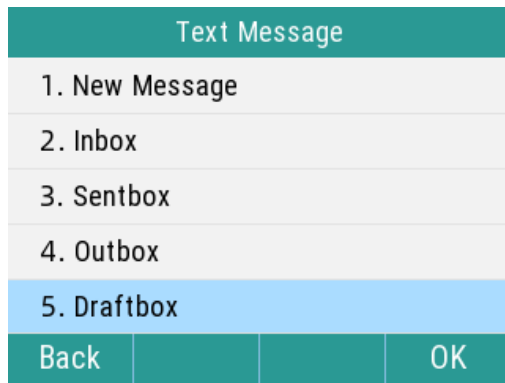 Text Message
1. New Message
2. Inbox
3. Sentbox
4. Outbox
5. Draftbox
Back OK